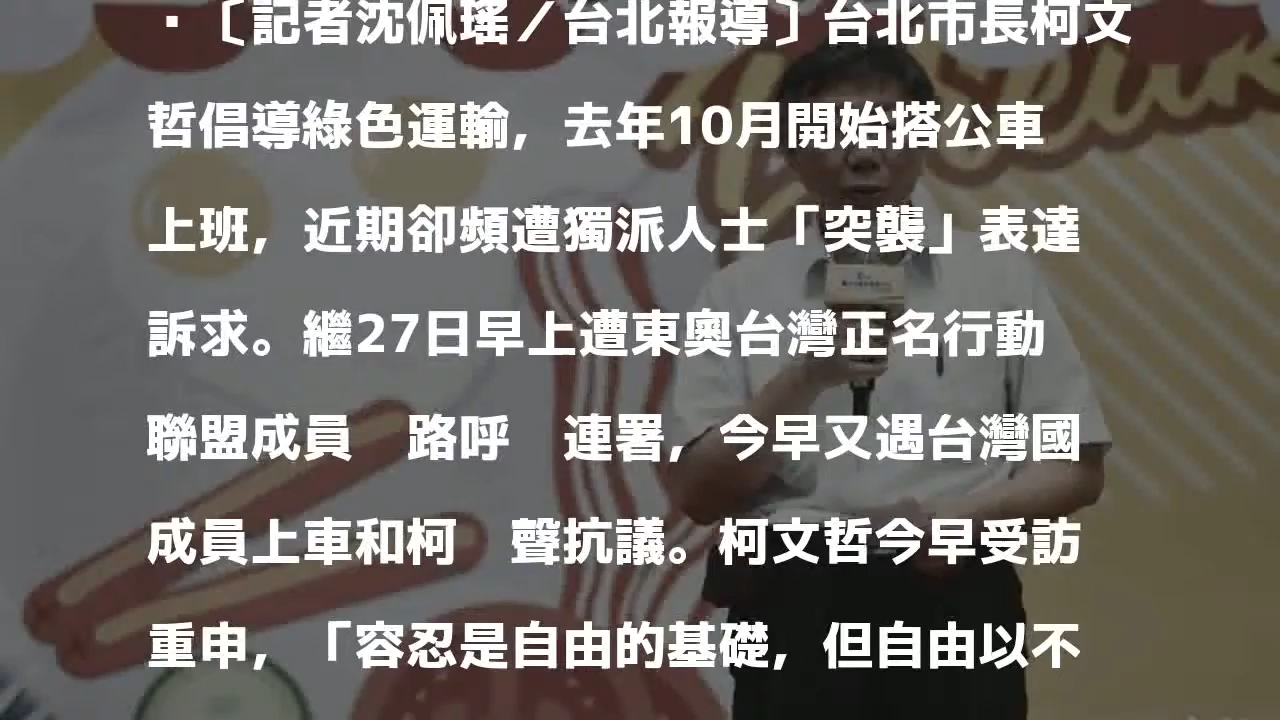 · 〔記者沈佩瑤／台北報導〕台北市長柯文
哲倡導綠色運輸，去年10月開始搭公車
上班，近期卻頻遭獨派人士「突襲」表達
訴求。繼27日早上遭東奧台灣正名行動
聯盟成員　路呼　連署，今早又遇台灣國
成員上車和柯　聲抗議。柯文哲今早受訪
重申，「容忍是自由的基礎，但自由以不